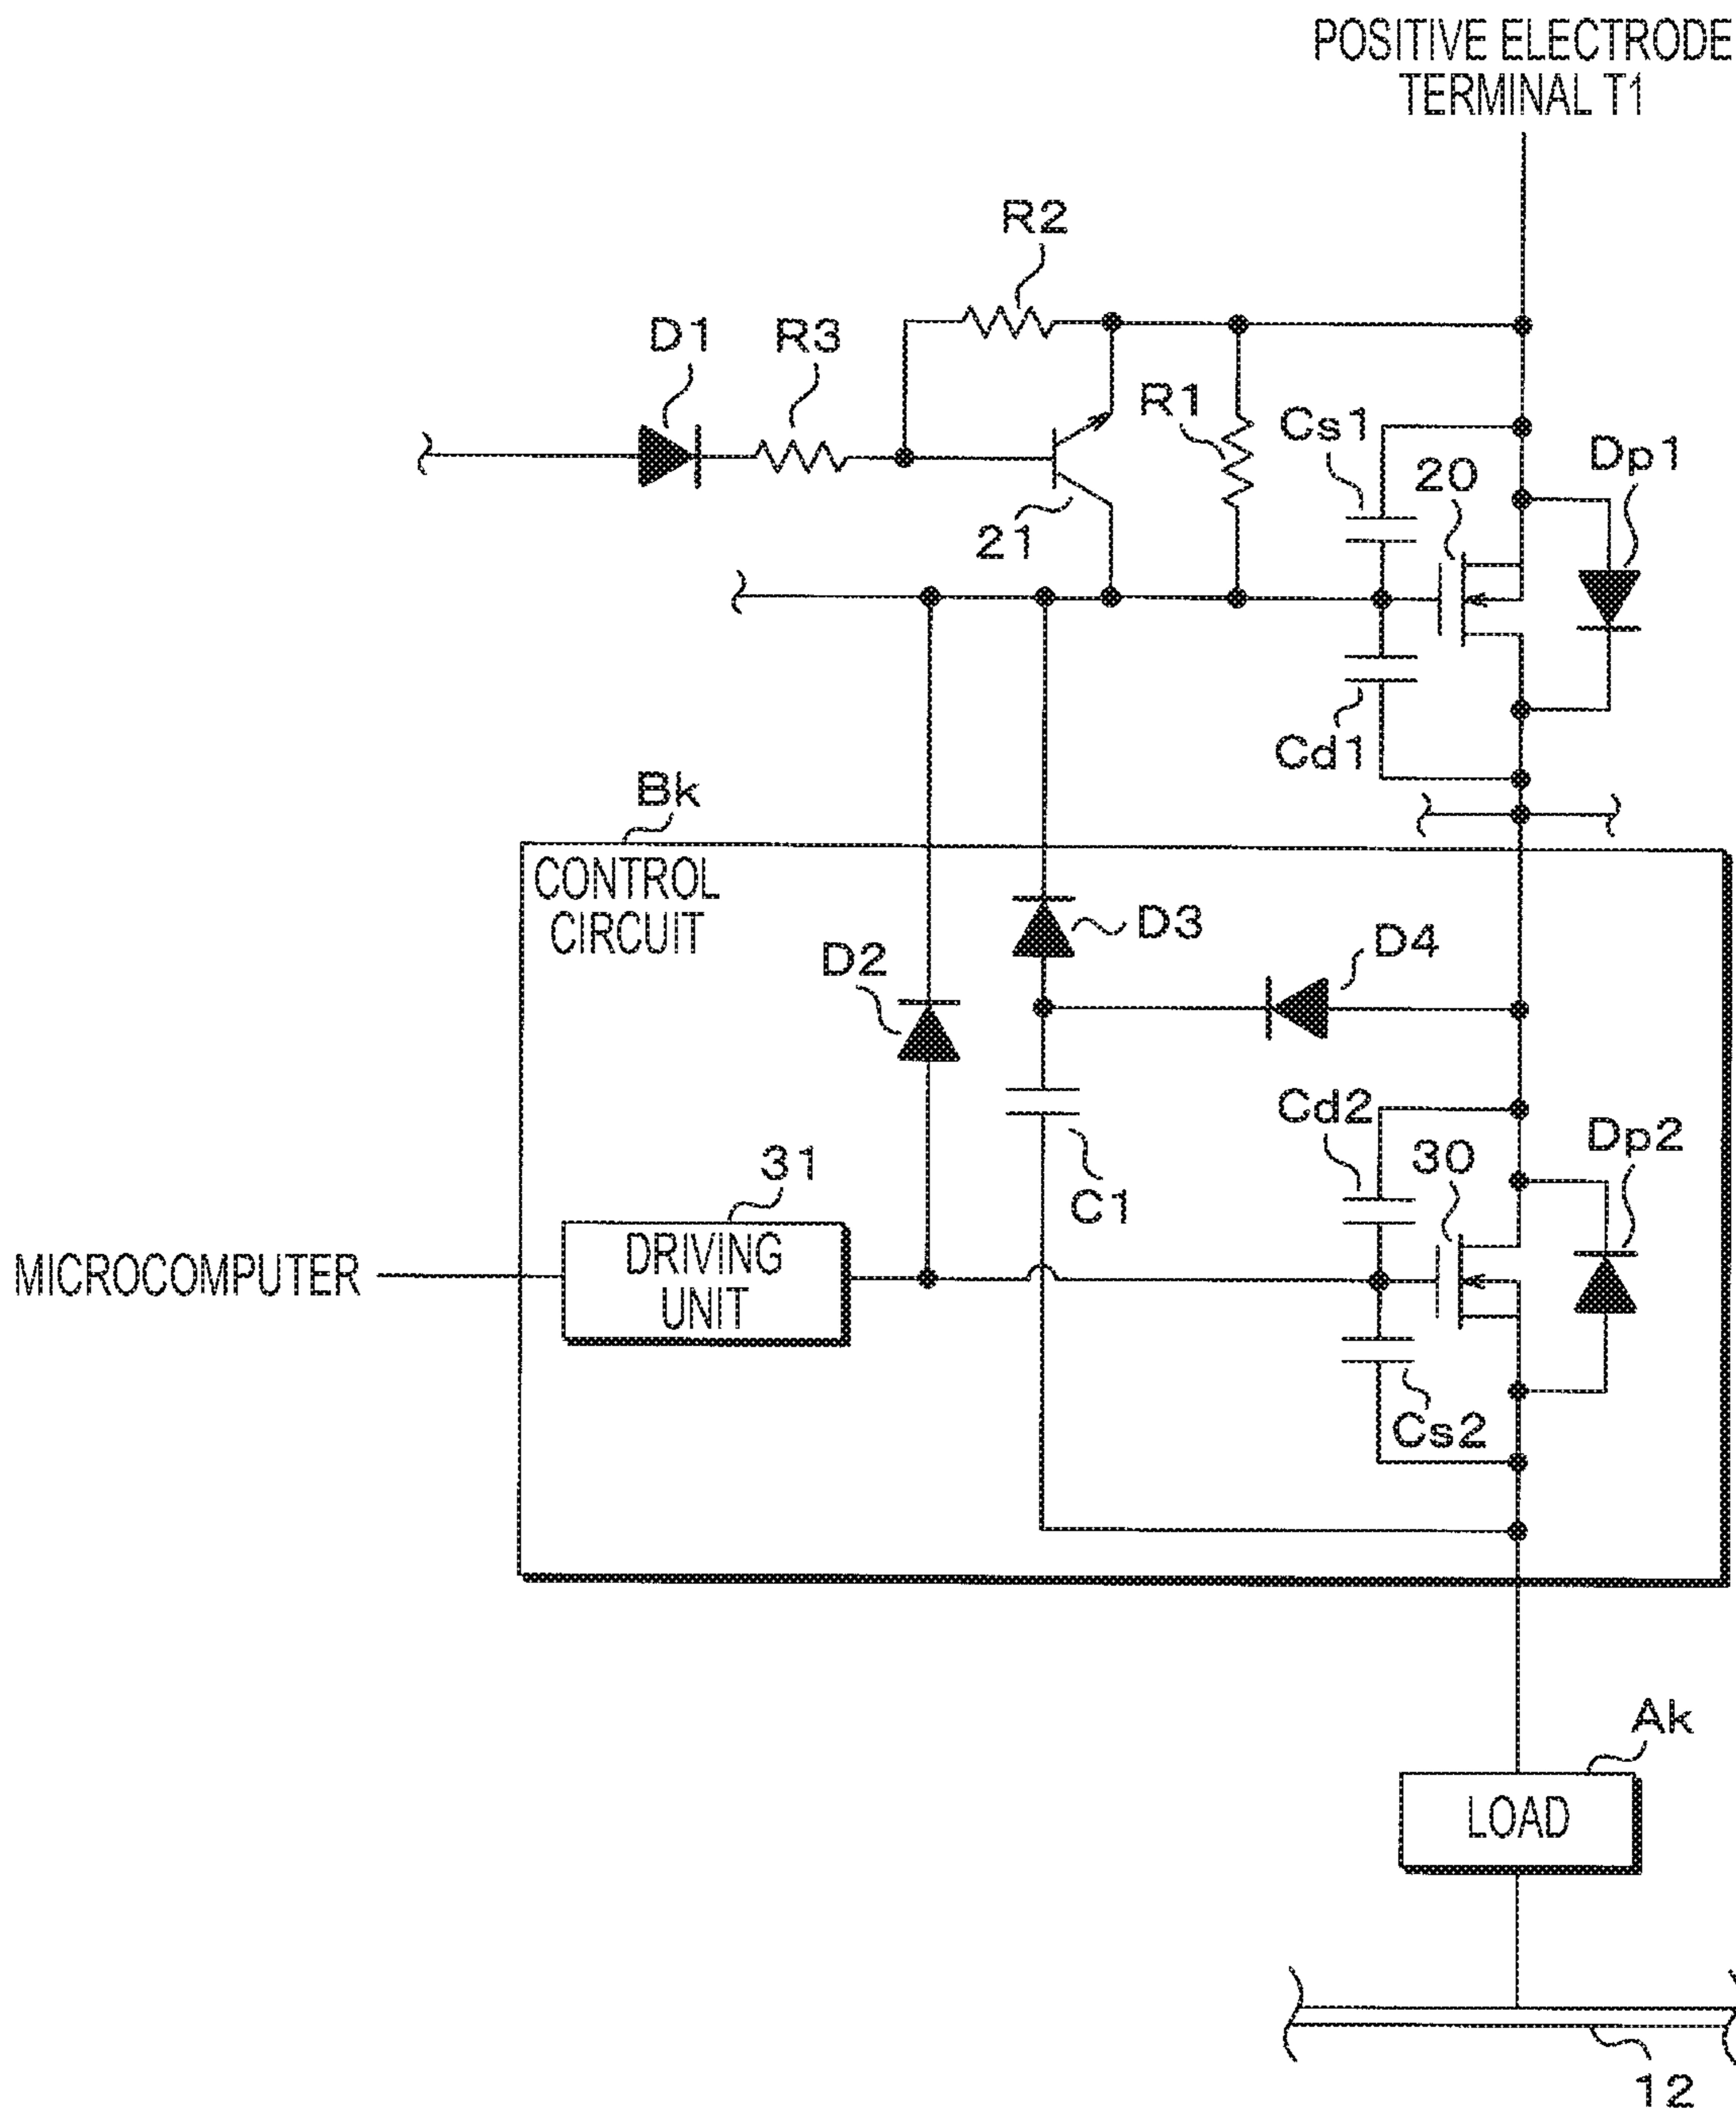 POSITIVE ELECTRODE
TERMINAL T1
R2
D1
R3
R1
Cs1
20
Dp1
21
Cd1
Bk
CONTROL
CIRCUIT
D2
D3
D4
Cd2
30
Dp2
31
C1
MICROCOMPUTER
DRIVING
UNIT
Cs2
Ak
LOAD
12